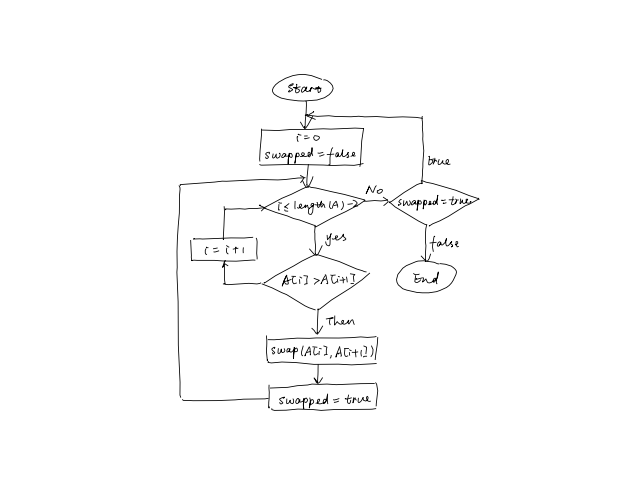 Start
i=0
swapped=false
true
i≤length(A)-2
No
swapped=true
yes
false
i=i+1
A[i]>A[i+1]
End
Then
swap(A[i],A[i+1])
swapped=true